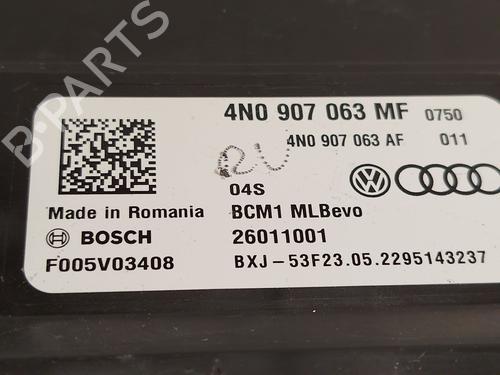 4N0 907 063 MF 0750
4N0 907 063 AF 011
04S
Made in Romania BCM1 MLBevo
BOSCH 26011001
F005V03408 BXJ-53F23.05.2295143237
B-PARTS